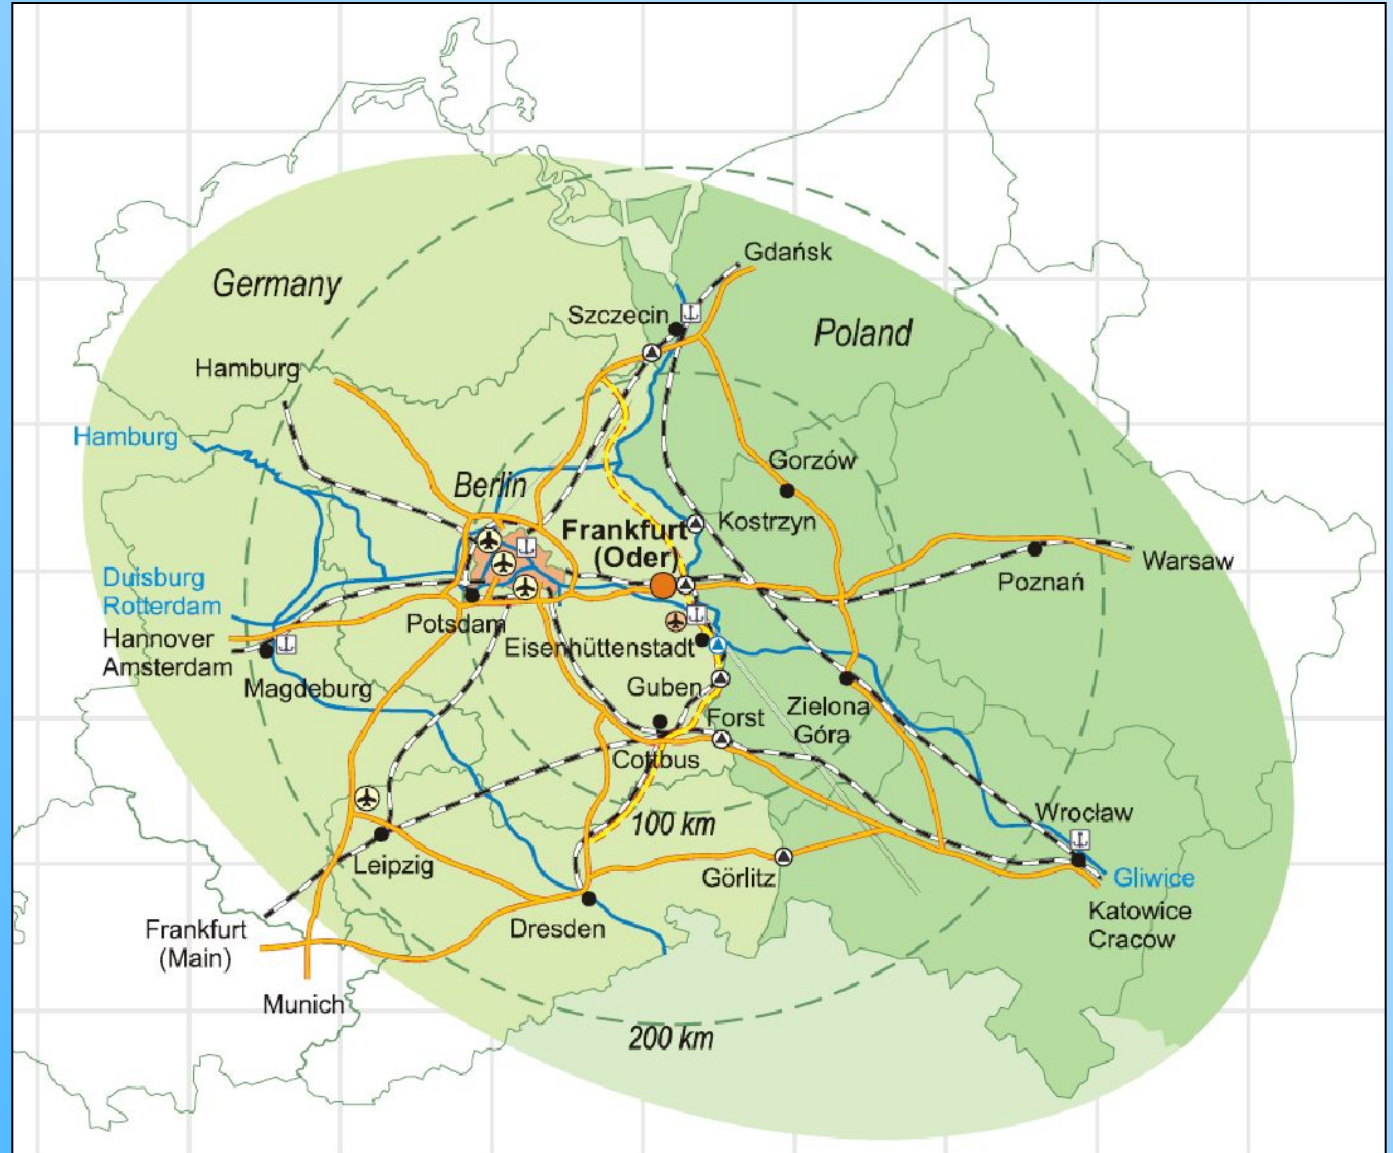 Gdańsk
Germany
Szczecin
Poland
Hamburg
Hamburg
Gorzów
Berlin
Kostrzyn
Frankfurt
(Oder)
Warsaw
Duisburg
Rotterdam
Poznań
Potsdam
Hannover
Amsterdam
Eisenhüttenstadt
Magdeburg
Guben
Forst
Zielona
Góra
Cottbus
100 km
Wrocław
Leipzig
Görlitz
Gliwice
Katowice
Cracow
Dresden
Frankfurt
(Main)
Munich
200 km